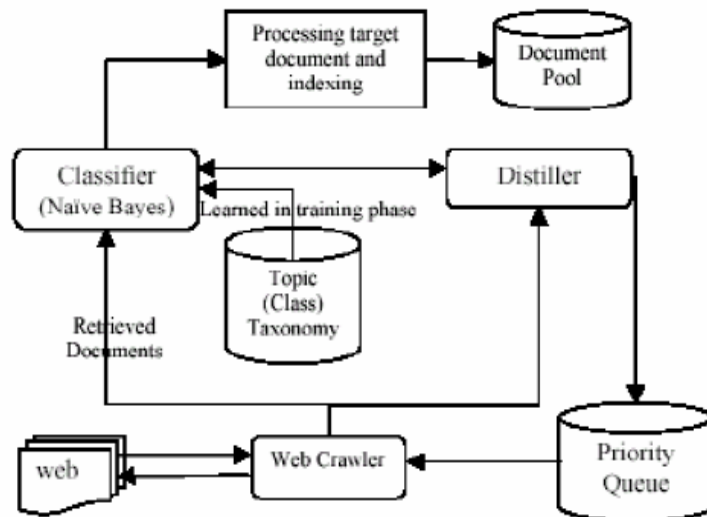 Processing target
document and
indexing
Document
Pool
Classifier
(Naïve Bayes)
Distiller
Learned in training phase
Topic
(Class)
Taxonomy
Retrieved
Documents
web
Web Crawler
Priority
Queue